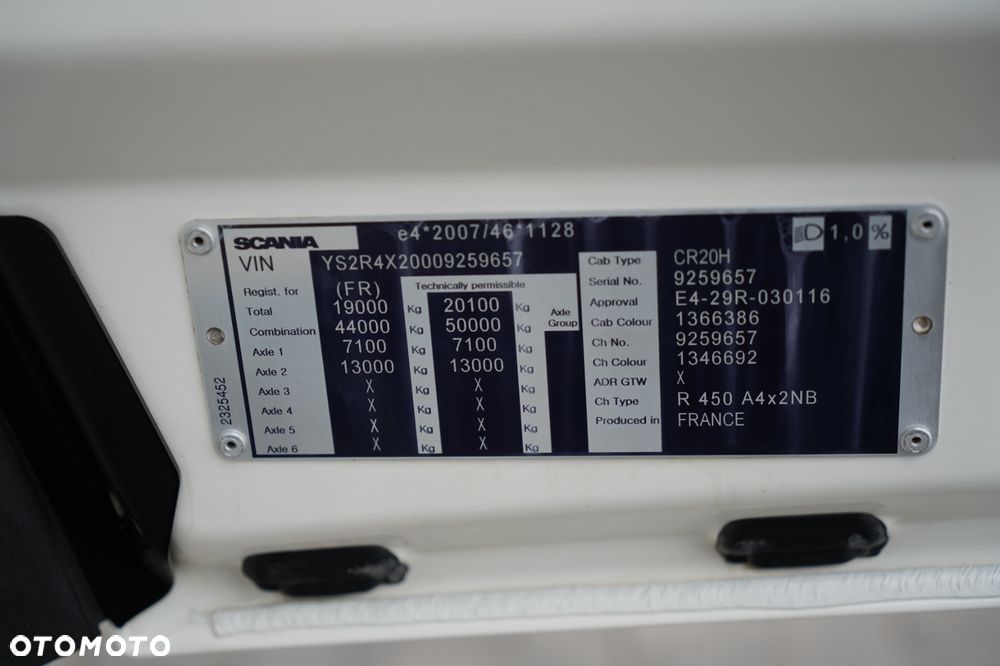 SCANIA e4*2007/46*1128 1,0 %
VIN YS2R4X20009259657
Regist. for (FR) Technically permissible
Total 19000 Kg 20100 Kg Axle Group
Combination 44000 Kg 50000 Kg
Axle 1 7100 Kg 7100 Kg
Axle 2 13000 Kg 13000 Kg
Axle 3 X Kg X Kg
Axle 4 X Kg X Kg
Axle 5 X Kg X Kg
Axle 6 X Kg X Kg
Cab Type CR20H
Serial No. 9259657
Approval E4-29R-030116
Cab Colour 1366386
Ch No. 9259657
Ch Colour 1346692
ADR GTW X
Ch Type R 450 A4x2NB
Produced in FRANCE
2325452
OTOMOTO